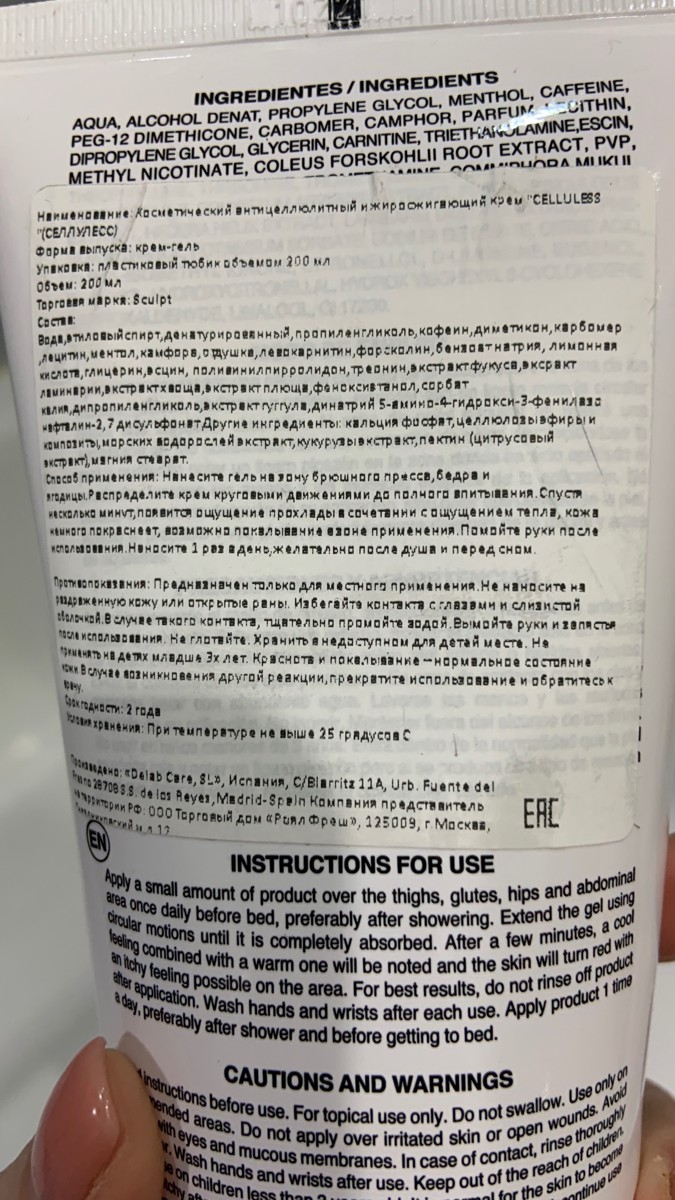 INGREDIENTES / INGREDIENTS
AQUA, ALCOHOL DENAT, PROPYLENE GLYCOL, MENTHOL, CAFFEINE,
PEG-12 DIMETHICONE, CARBOMER, CAMPHOR, PARFUM, LECITHIN,
DIPROPYLENE GLYCOL, GLYCERIN, CARNITINE, TRIETHANOLAMINE,ESCIN,
METHYL NICOTINATE, COLEUS FORSKOHLII ROOT EXTRACT, PVP,
COMMIPHORA MUKUL
Наименование: Косметический антицеллюлитный и жиросжигающий крем "CELLULESS
"(СЕЛЛУЛЕСС)
Форма выпуска: крем-гель
Упаковка: пластиковый тюбик объемом 200 мл
Объем: 200 мл
Торговая марка: Sculpt
Состав:
Вода,этиловый спирт,денатурированный,пропиленгликоль,кофеин,диметикон,карбомер
,лецитин,ментол,камфора,отдушка,левокарнитин,форсколин,бензоат натрия, лимонная
кислота,глицерин,эсцин, поливинилпирролидон,треонин,экстракт фукуса,эксракт
ламинарии,экстракт хвоща,экстракт плюща,феноксиэтанол,сорбат
калия,дипропиленгликоль,экстракт гуггула,динатрий 5-амино-4-гидрокси-3-фенилазо
нафталин-2,7 дисульфонат Другие ингредиенты: кальция фосфат,целлюлозы эфиры и
композиты,морских водорослей экстракт,кукурузы экстракт,пектин (цитрусовый
экстракт),магния стеарат.
Способ применения: Нанесите гель на зону брюшного пресса,бедра и
ягодицы.Распределите крем круговыми движениями до полного впитывания.Спустя
несколько минут,появится ощущение прохлады в сочетании с ощущением тепла, кожа
немного покраснеет, возможно покалывание в зоне применения.Помойте руки после
использования.Наносите 1 раз в день,желательно после душа и перед сном.
Противопоказания: Предназначен только для местного применения.Не наносите на
раздраженную кожу или открытые раны. Избегайте контакта с глазами и слизистой
оболочкой.В случае такого контакта, тщательно промойте водой.Вымойте руки и запястья
после использования. Не глотайте. Хранить в недоступном для детей месте. Не
применять на детях младше 3х лет. Краснота и покалывание —нормальное состояние
кожи.В случае возникновения другой реакции,прекратите использование и обратитесь к
врачу.
Срок годности: 2 года
Условия хранения: При температуре не выше 25 градусов С
Произведено: «Delab Care, SL», Испания, C/Biarritz 11A, Urb. Fuente del
Fresno 28708 S.S. de los Reyes, Madrid-Spain Компания представитель
на территории РФ: ООО Торговый дом «Роял Фреш», 125009, г. Москва,
EAC
EN
INSTRUCTIONS FOR USE
Apply a small amount of product over the thighs, glutes, hips and abdominal
area once daily before bed, preferably after showering. Extend the gel using
circular motions until it is completely absorbed. After a few minutes, a cool
feeling combined with a warm one will be noted and the skin will turn red with
an itchy feeling possible on the area. For best results, do not rinse off product
after application. Wash hands and wrists after each use. Apply product 1 time
a day, preferably after shower and before getting to bed.
CAUTIONS AND WARNINGS
instructions before use. For topical use only. Do not swallow. Use only on
areas. Do not apply over irritated skin or open wounds. Avoid
with eyes and mucous membranes. In case of contact, rinse thoroughly
Wash hands and wrists after use. Keep out of the reach of children.
on children less than
normal for the skin to become
continue use